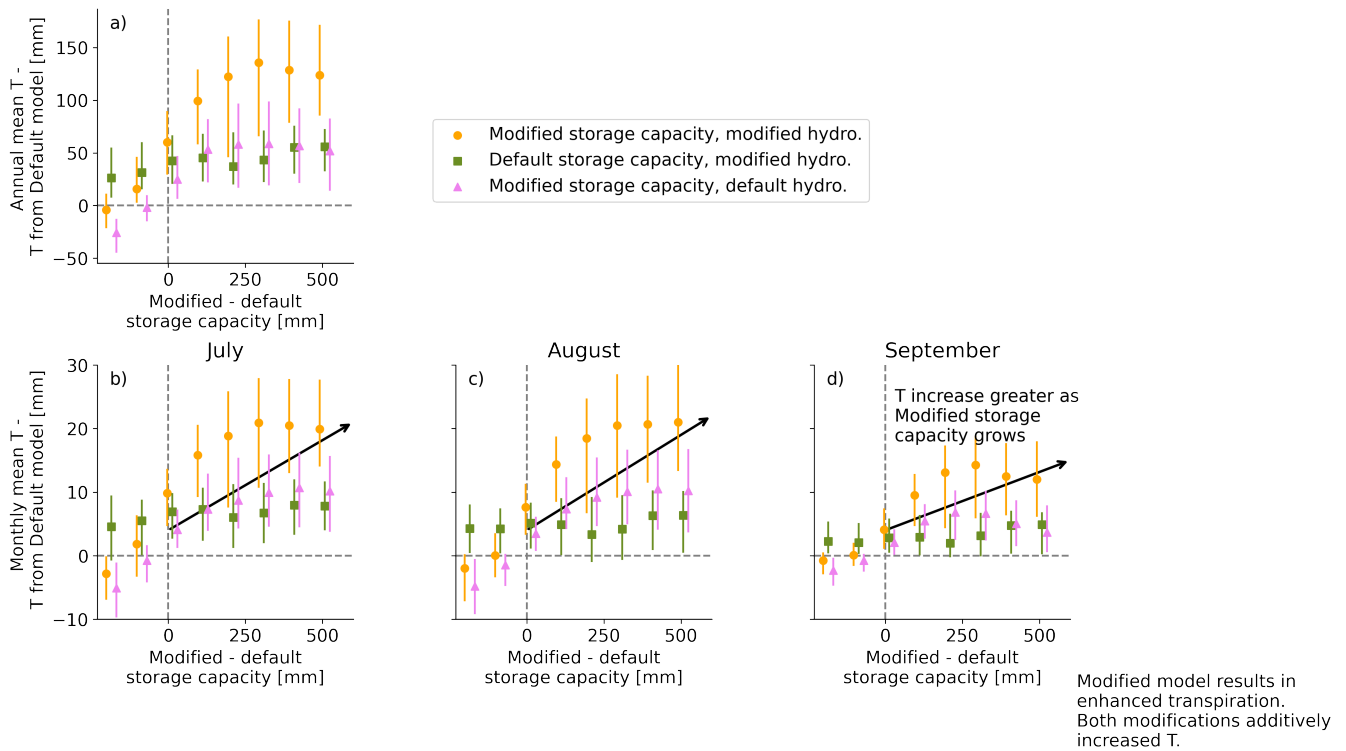 a)
Annual mean T -
T from Default model [mm]
150
100
50
0
−50
0 250 500
Modified - default
storage capacity [mm]
Modified storage capacity, modified hydro.
Default storage capacity, modified hydro.
Modified storage capacity, default hydro.
July
b)
Monthly mean T -
T from Default model [mm]
30
20
10
0
−10
0 250 500
Modified - default
storage capacity [mm]
August
c)
0 250 500
Modified - default
storage capacity [mm]
September
d)
T increase greater as
Modified storage
capacity grows
0 250 500
Modified - default
storage capacity [mm]
Modified model results in
enhanced transpiration.
Both modifications additively
increased T.